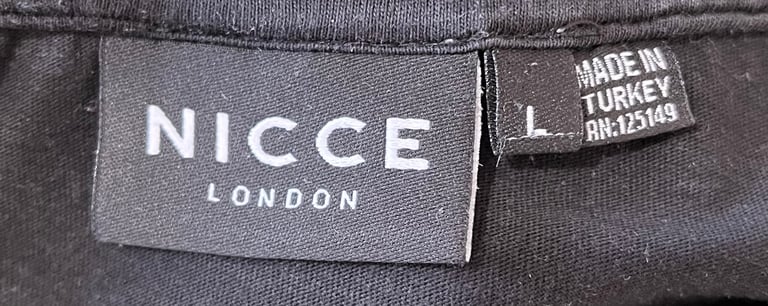 NICCE
LONDON
L
MADE IN
TURKEY
RN:125149